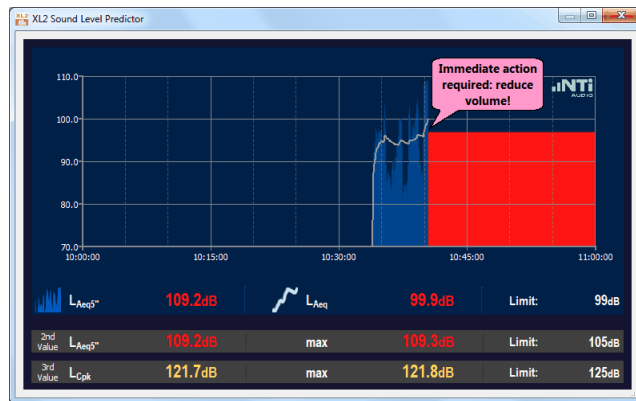 XL2 Sound Level Predictor
Immediate action
required: reduce
volume!
NTi
AUDIO
110.0
100.0
90.0
80.0
70.0
10:00:00 10:15:00 10:30:00 10:45:00 11:00:00
LAeq5" 109.2dB LAeq 99.9dB Limit: 99dB
2nd
Value LAeq5" 109.2dB max 109.3dB Limit: 105dB
3rd
Value LCpk 121.7dB max 121.8dB Limit: 125dB